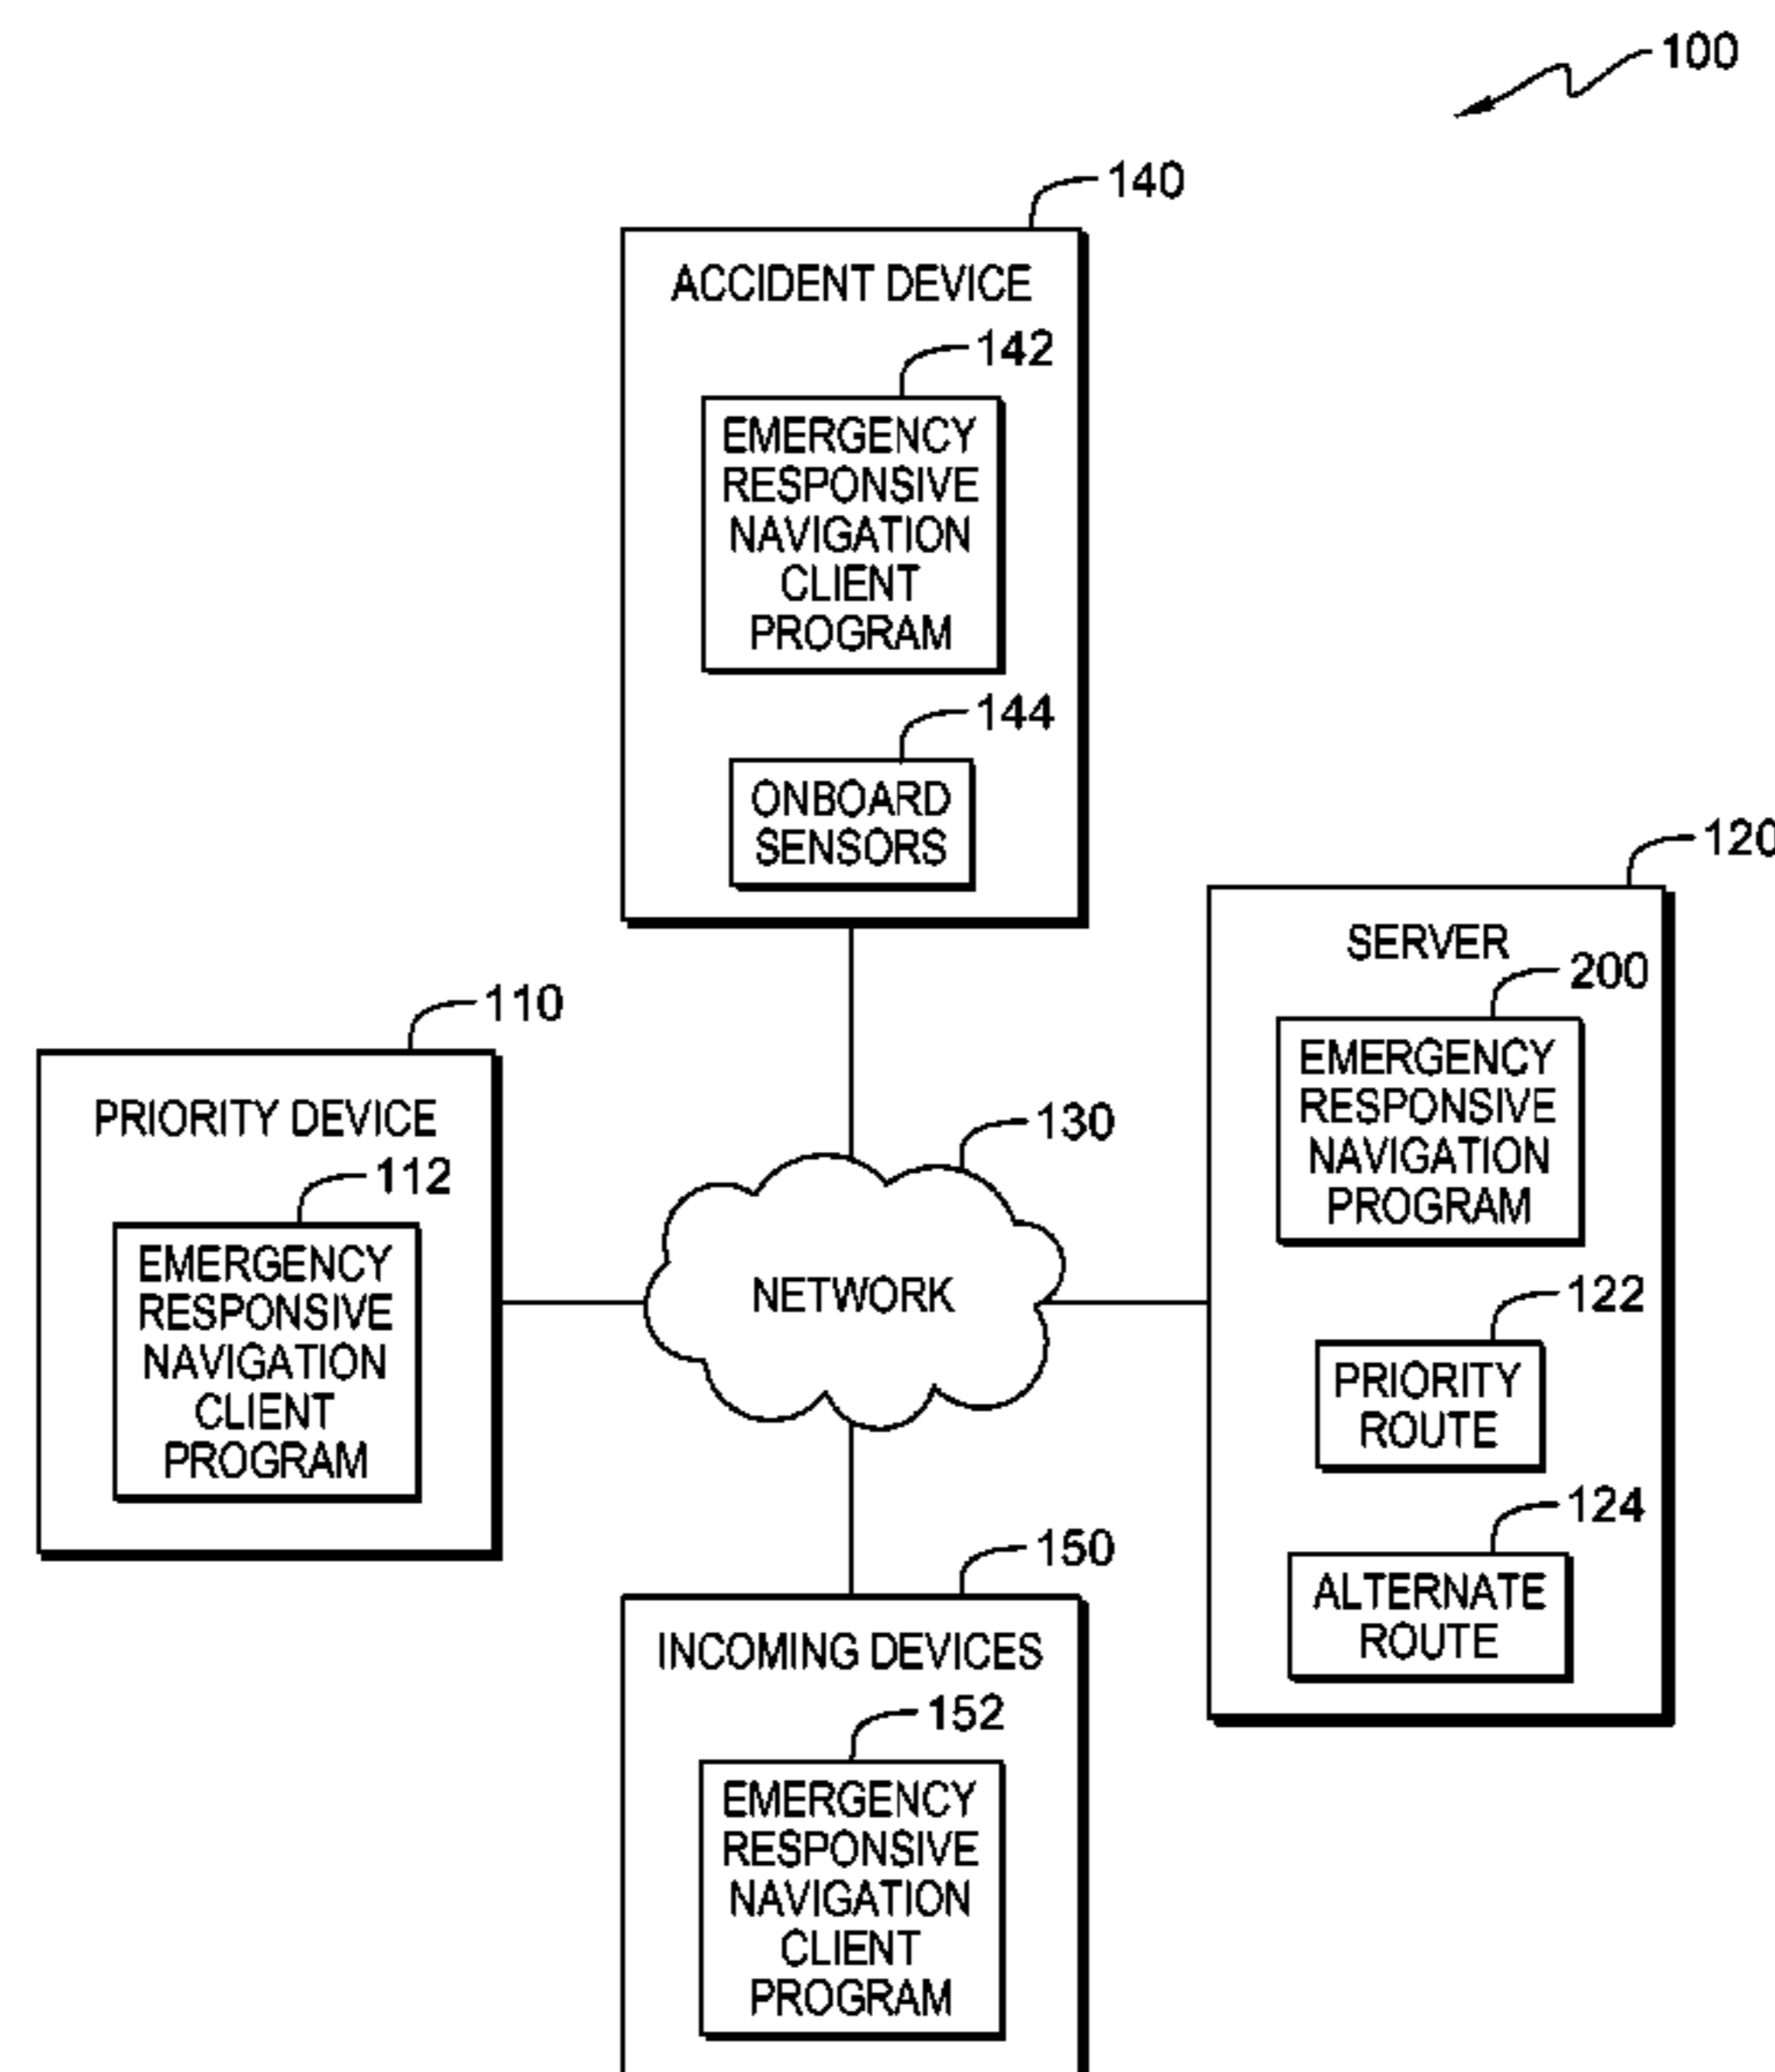 100
140
ACCIDENT DEVICE
142
EMERGENCY
RESPONSIVE
NAVIGATION
CLIENT
PROGRAM
144
ONBOARD
SENSORS
120
SERVER
200
EMERGENCY
RESPONSIVE
NAVIGATION
PROGRAM
122
PRIORITY
ROUTE
124
ALTERNATE
ROUTE
110
PRIORITY DEVICE
112
EMERGENCY
RESPONSIVE
NAVIGATION
CLIENT
PROGRAM
130
NETWORK
150
INCOMING DEVICES
152
EMERGENCY
RESPONSIVE
NAVIGATION
CLIENT
PROGRAM